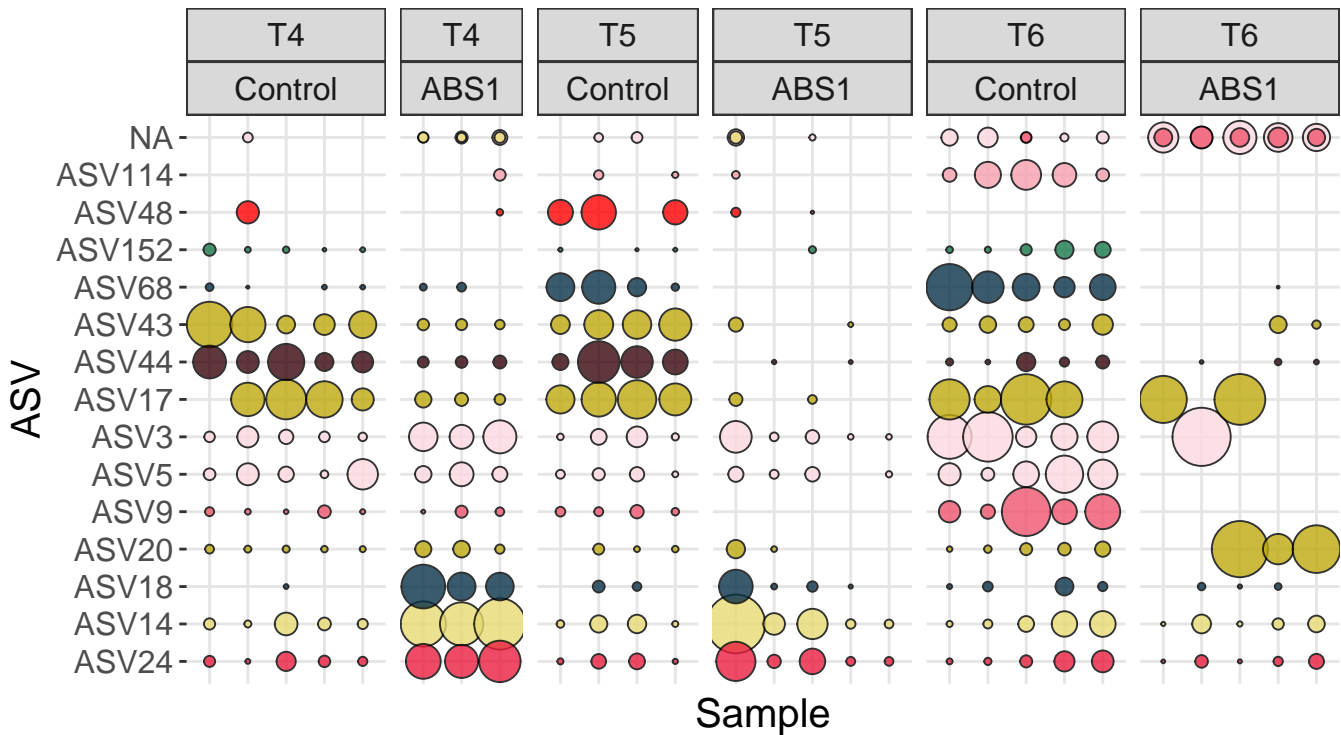 T4 T4 T5 T5 T6 T6
Control ABS1 Control ABS1 Control ABS1
NA
ASV114
ASV48
ASV152
ASV68
ASV43
ASV44
ASV17
ASV3
ASV5
ASV9
ASV20
ASV18
ASV14
ASV24
ASV
Sample